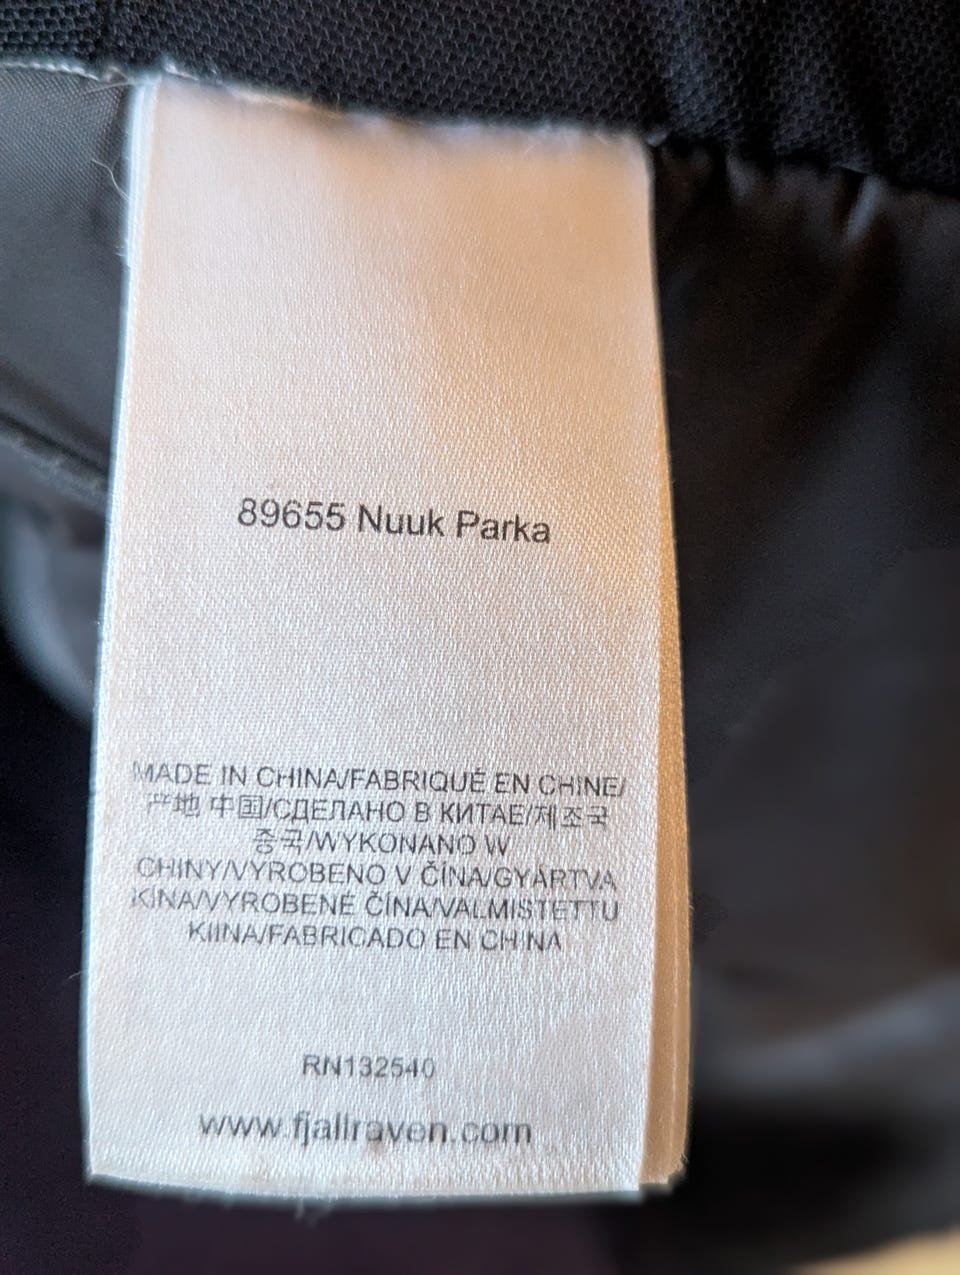 89655 Nuuk Parka
MADE IN CHINA/FABRIQUÉ EN CHINE/
产地 中国/СДЕЛАНО В КИТАЕ/제조국
중국/WYKONANO W
CHINY/VYROBENO V ČÍNA/GYÁRTVA
KÍNA/VYROBENÉ ČÍNA/VALMISTETTU
KIINA/FABRICADO EN CHINA
RN132540
www.fjallraven.com